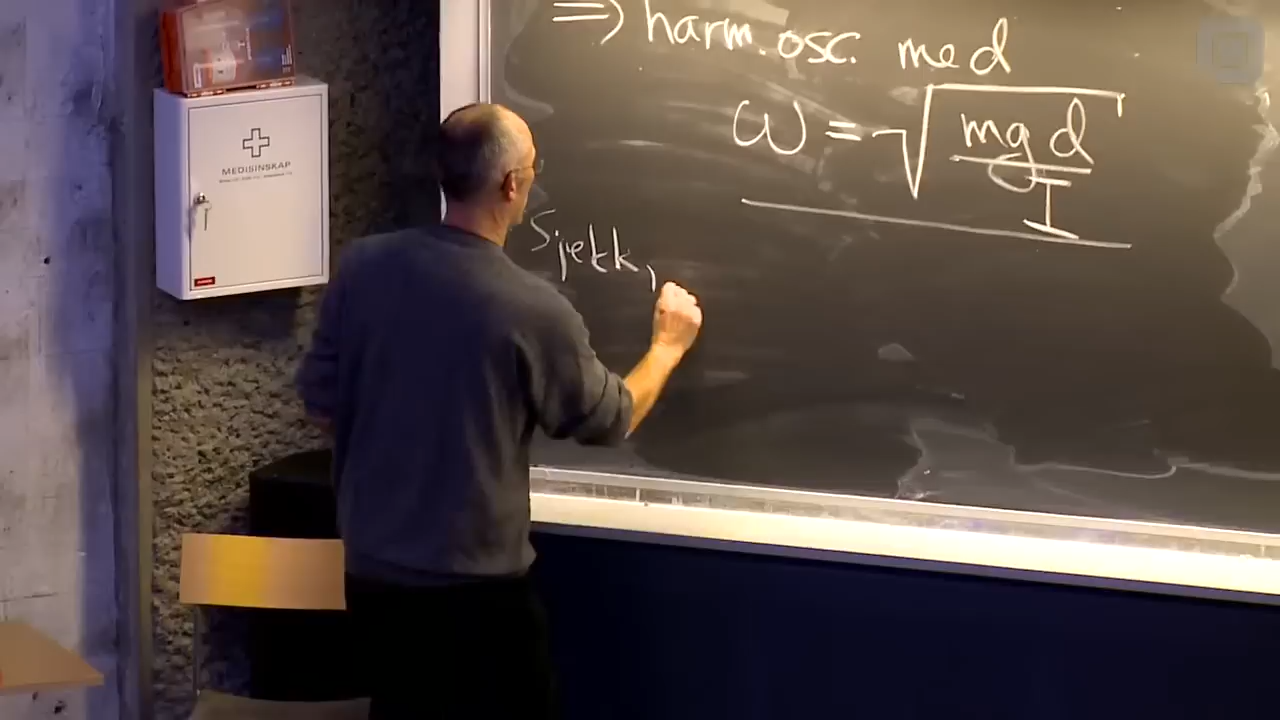 ⇒ harm. osc. med
ω = √(mgd / I)
Sjekk,
MEDISINSKAP